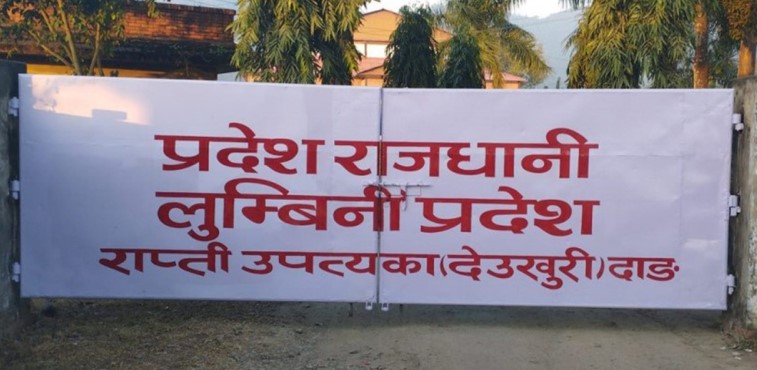 प्रदेश राजधानी
लुम्बिनी प्रदेश
राप्ती उपत्यका(देउखुरी)दाङ